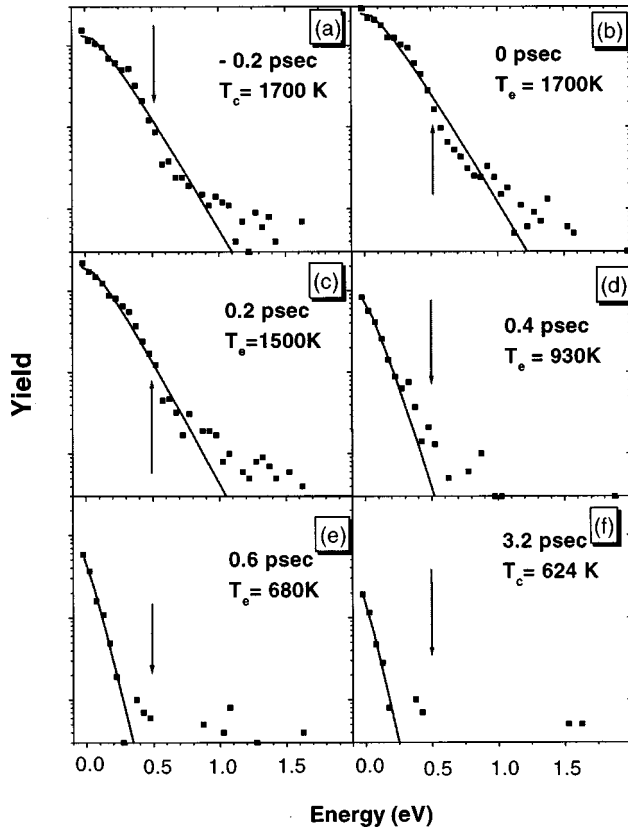 (a)
- 0.2 psec
T_c = 1700 K
(b)
0 psec
T_e = 1700K
(c)
0.2 psec
T_e=1500K
(d)
0.4 psec
T_e = 930K
(e)
0.6 psec
T_e= 680K
(f)
3.2 psec
T_c= 624 K
Yield
0.0 0.5 1.0 1.5 0.0 0.5 1.0 1.5
Energy (eV)